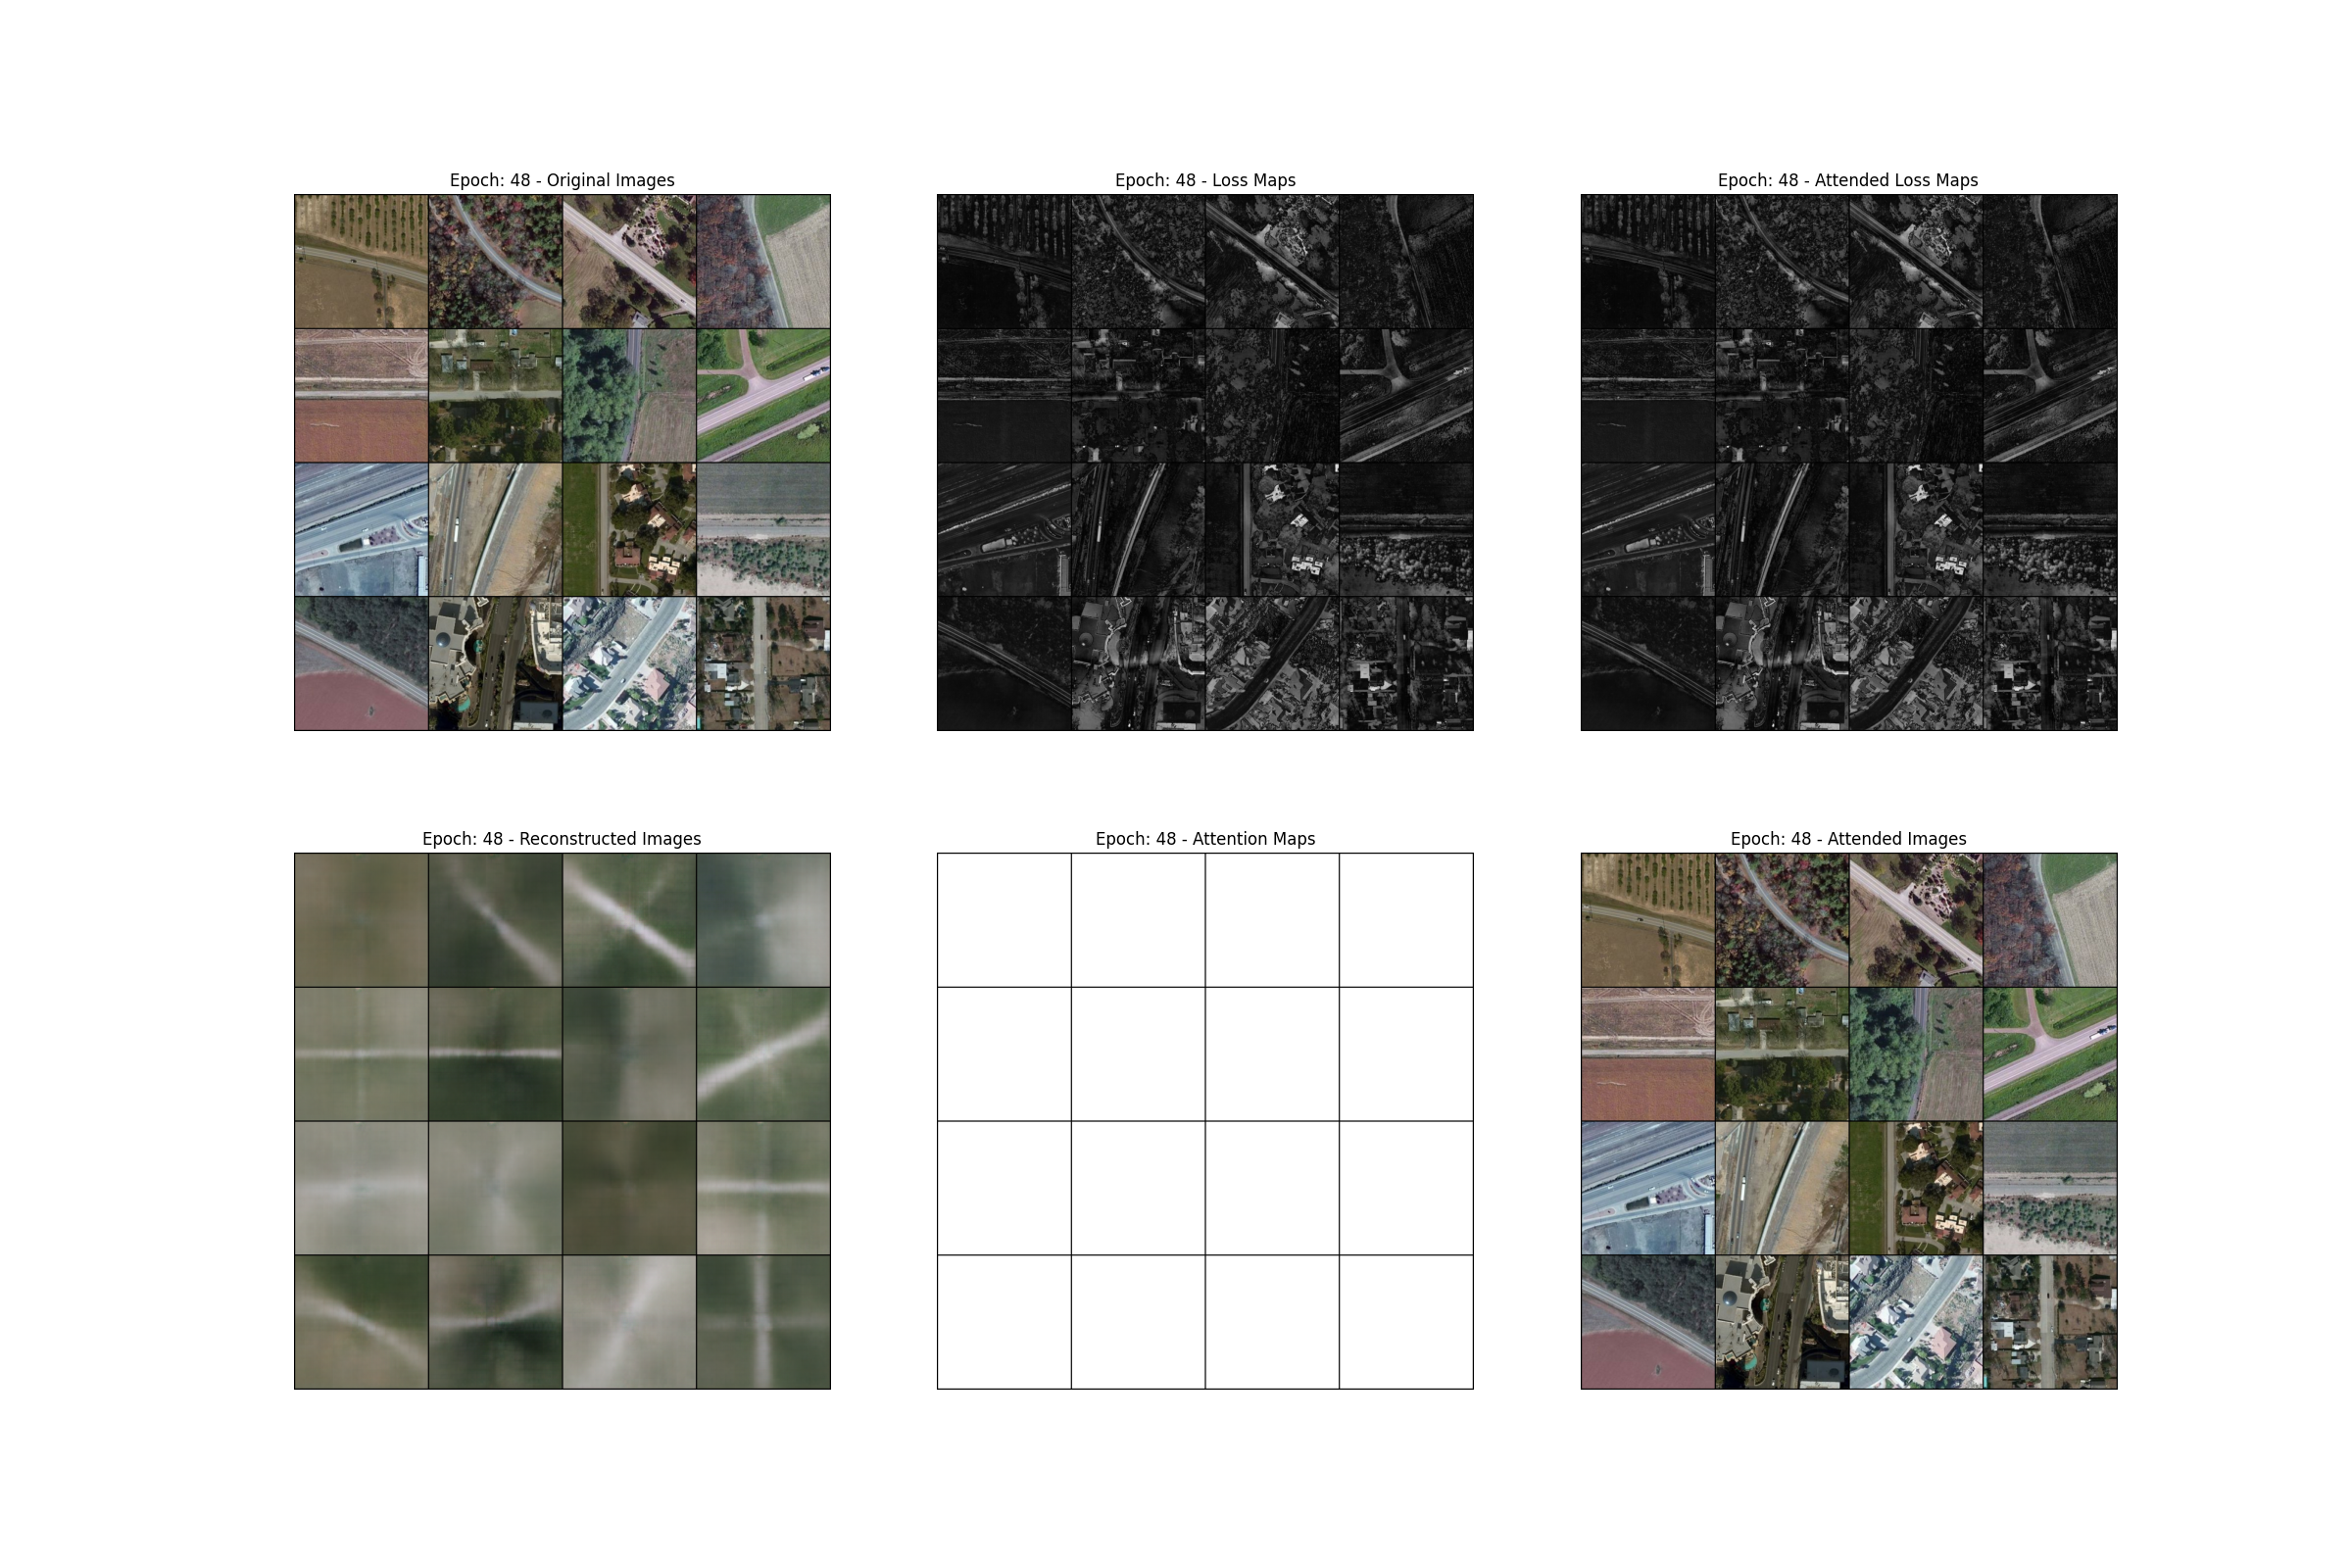 Epoch: 48 - Original Images
Epoch: 48 - Loss Maps
Epoch: 48 - Attended Loss Maps
Epoch: 48 - Reconstructed Images
Epoch: 48 - Attention Maps
Epoch: 48 - Attended Images